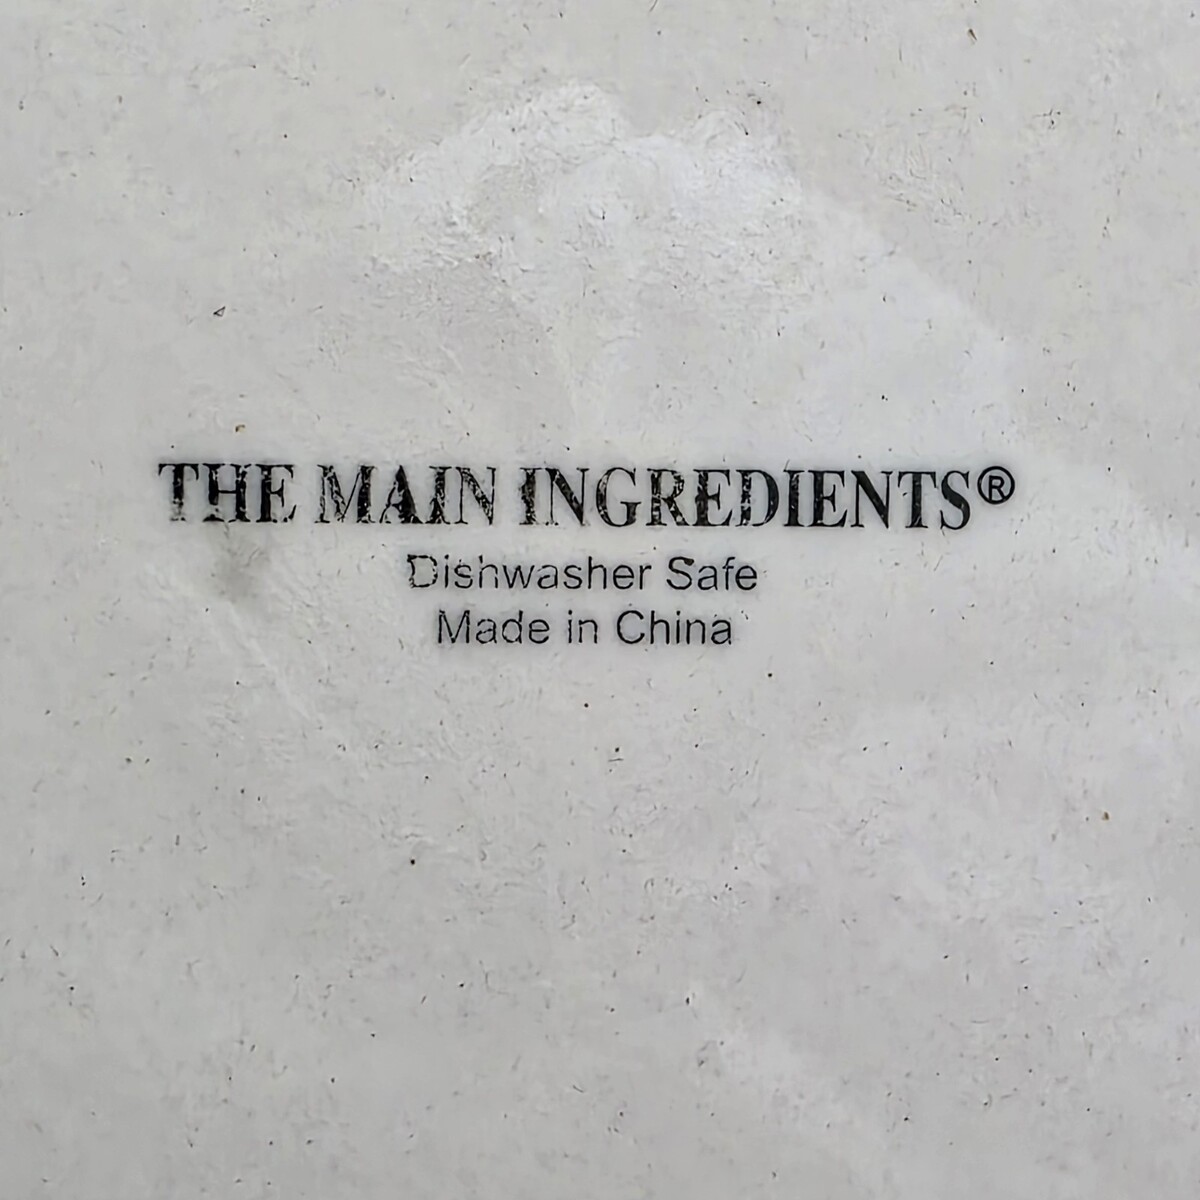 THE MAIN INGREDIENTS®
Dishwasher Safe
Made in China